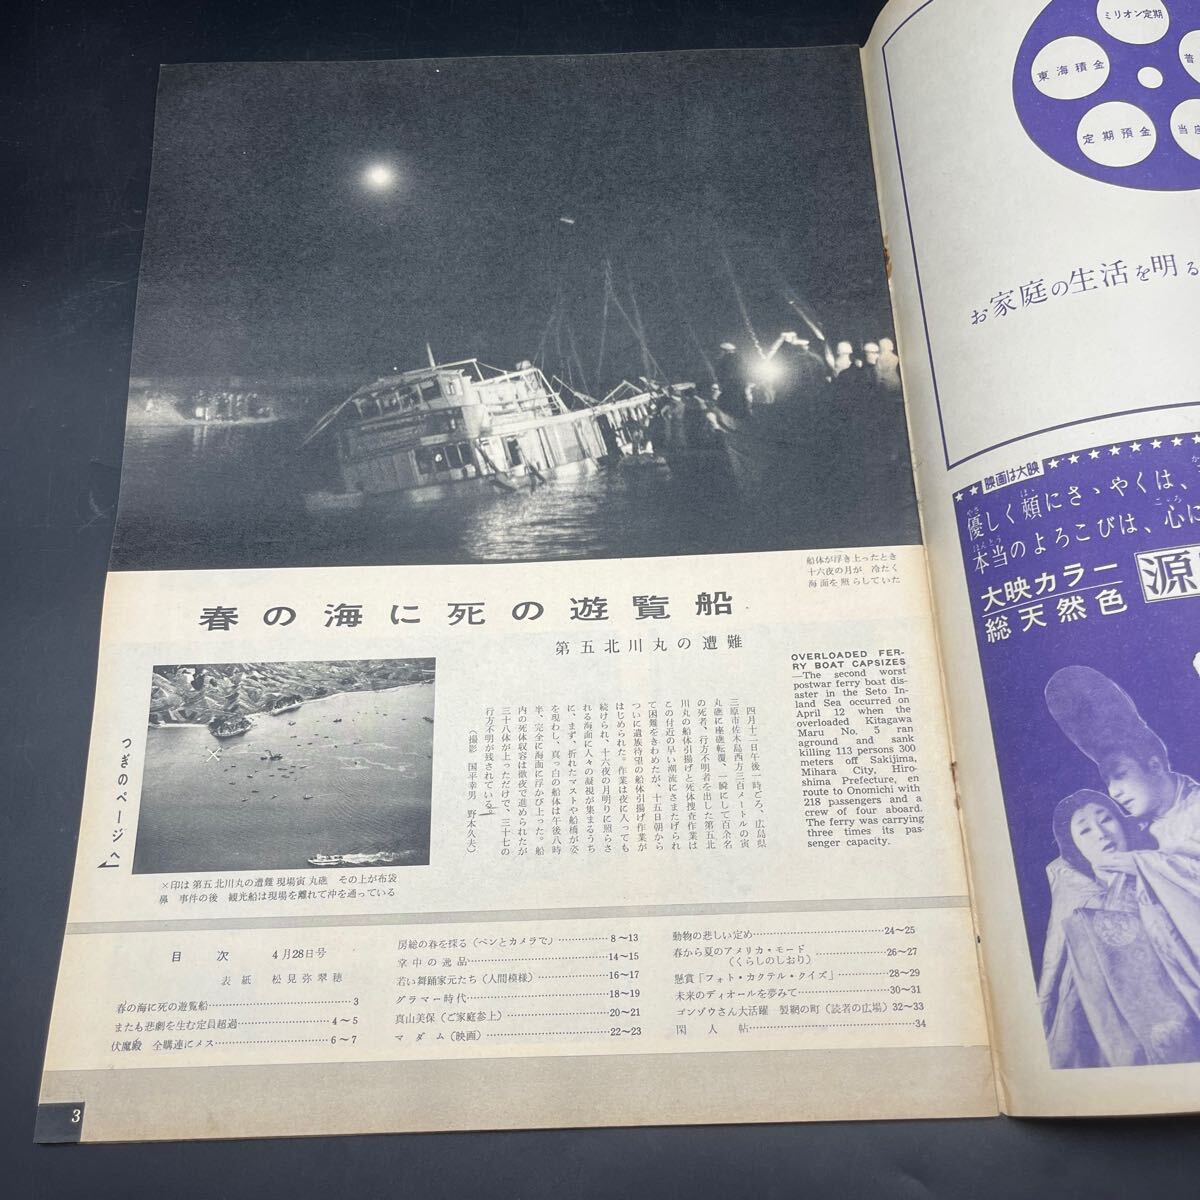 船体が浮き上ったとき
十六夜の月が 冷たく
海面を照らしていた
春の海に死の遊覧船
第五北川丸の遭難
四月十二日午後一時ごろ、広島県
三原市佐木島西方三百メートルの寅
丸礁に座礁転覆、一瞬にして百余名
の死者、行方不明者を出した第五北
川丸の船体引揚げと死体捜査作業は
この付近の早い潮流にさまたげられ
て困難をきわめたが、十五日朝から
ついに遺族待望の船体引揚げ作業が
はじめられた。作業は夜に入っても
続けられ、十六夜の月明りに照らさ
れる海面に人々の凝視が集まるうち
に、まず、折れたマストや船橋が姿
を現わし、真っ白の船体は午後八時
半、完全に海面に浮かび上った。船
内の死体収容は徹夜で進められたが
三十八体が上っただけで、三十七の
行方不明が残されている。
(撮影 国平幸男 野木久夫)
OVERLOADED FER-
RY BOAT CAPSIZES
—The second worst
postwar ferry boat dis-
aster in the Seto In-
land Sea occurred on
April 12 when the
overloaded Kitagawa
Maru No. 5 ran
aground and sank
killing 113 persons 300
meters off Sakijima,
Mihara City, Hiro-
shima Prefecture, en
route to Onomichi with
218 passengers and a
crew of four aboard.
The ferry was carrying
three times its pas-
senger capacity.
つぎのページへ
×印は 第五北川丸の遭難 現場寅丸礁 その上が布袋
鼻 事件の後 観光船は現場を離れて沖を通っている
目次 4月28日号
表紙 松見弥翠穂
春の海に死の遊覧船……3
またも悲劇を生む定員超過……4〜5
伏魔殿 全購連にメス……6〜7
房総の春を探る(ペンとカメラで)……8〜13
掌中の逸品……14〜15
若い舞踊家元たち(人間模様)……16〜17
グラマー時代……18〜19
真山美保(ご家庭参上)……20〜21
マダム(映画)……22〜23
動物の悲しい定め……24〜25
春から夏のアメリカ・モード
(くらしのしおり)……26〜27
懸賞「フォト・カクテル・クイズ」……28〜29
未来のディオールを夢みて……30〜31
ゴンゾウさん大活躍 製鞆の町(読者の広場)32〜33
閑人帖……34
3
ミリオン定期
東海積金
定期預金
当座
普
お家庭の生活を明る
映画は大映
優しく頬にさゝやくは、
本当のよろこびは、心に
大映カラー
総天然色
源